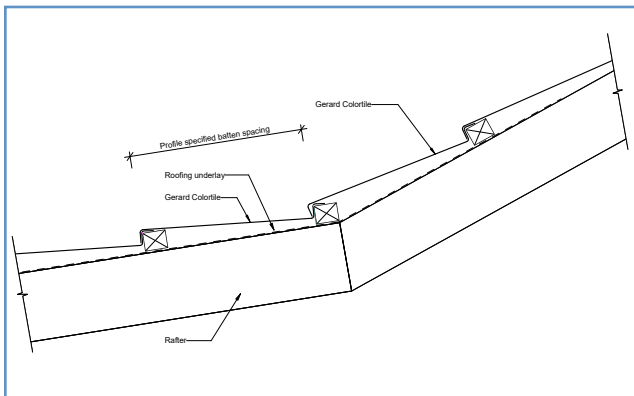 Gerard Colortile
Profile specified batten spacing
Roofing underlay
Gerard Colortile
Rafter